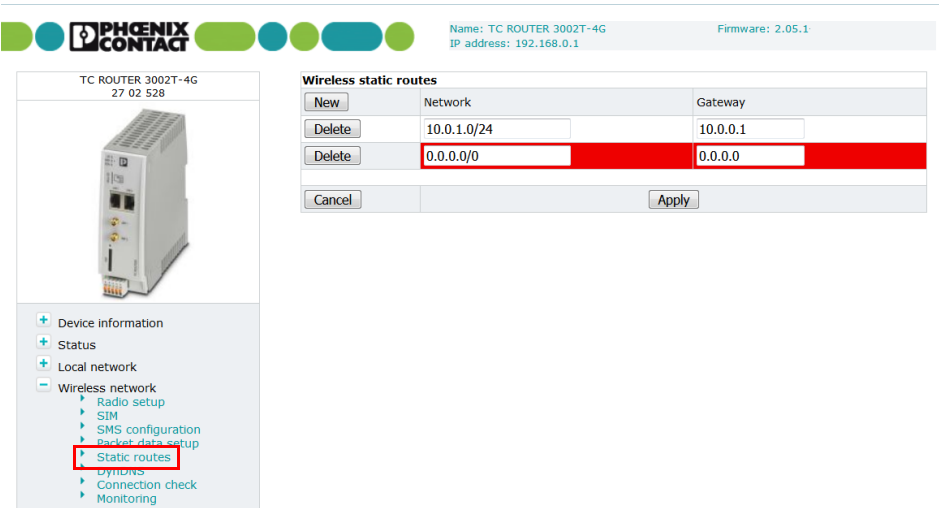 PHŒNIX
CONTACT
Name: TC ROUTER 3002T-4G
Firmware: 2.05.1
IP address: 192.168.0.1
TC ROUTER 3002T-4G
27 02 528
Wireless static routes
New Network Gateway
Delete 10.0.1.0/24 10.0.0.1
Delete 0.0.0.0/0 0.0.0.0
Cancel Apply
Device information
Status
Local network
Wireless network
Radio setup
SIM
SMS configuration
Packet data setup
Static routes
DynDNS
Connection check
Monitoring